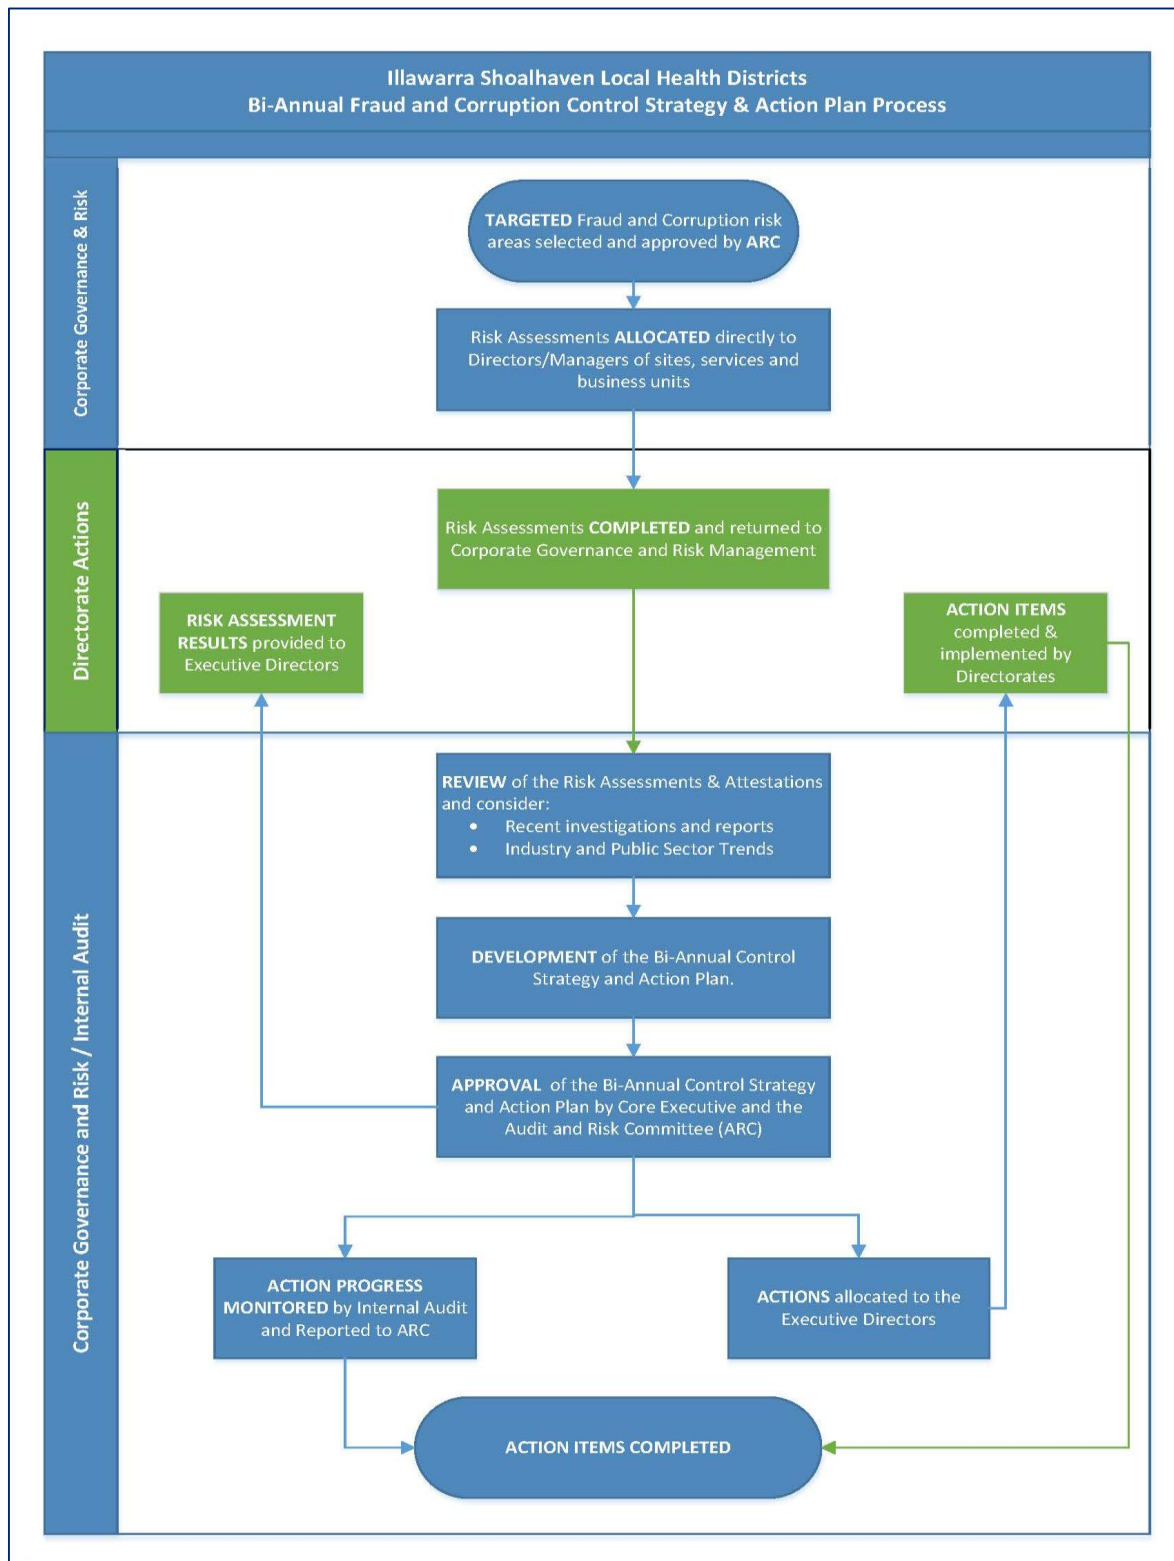 Illawarra Shoalhaven Local Health Districts
Bi-Annual Fraud and Corruption Control Strategy & Action Plan Process
Corporate Governance & Risk
TARGETED Fraud and Corruption risk
areas selected and approved by ARC
Risk Assessments ALLOCATED directly to
Directors/Managers of sites, services and
business units
Directorate Actions
Risk Assessments COMPLETED and returned to
Corporate Governance and Risk Management
RISK ASSESSMENT
RESULTS provided to
Executive Directors
ACTION ITEMS
completed &
implemented by
Directorates
Corporate Governance and Risk / Internal Audit
REVIEW of the Risk Assessments & Attestations
and consider:
• Recent investigations and reports
• Industry and Public Sector Trends
DEVELOPMENT of the Bi-Annual Control
Strategy and Action Plan.
APPROVAL of the Bi-Annual Control Strategy
and Action Plan by Core Executive and the
Audit and Risk Committee (ARC)
ACTION PROGRESS
MONITORED by Internal Audit
and Reported to ARC
ACTIONS allocated to the
Executive Directors
ACTION ITEMS COMPLETED